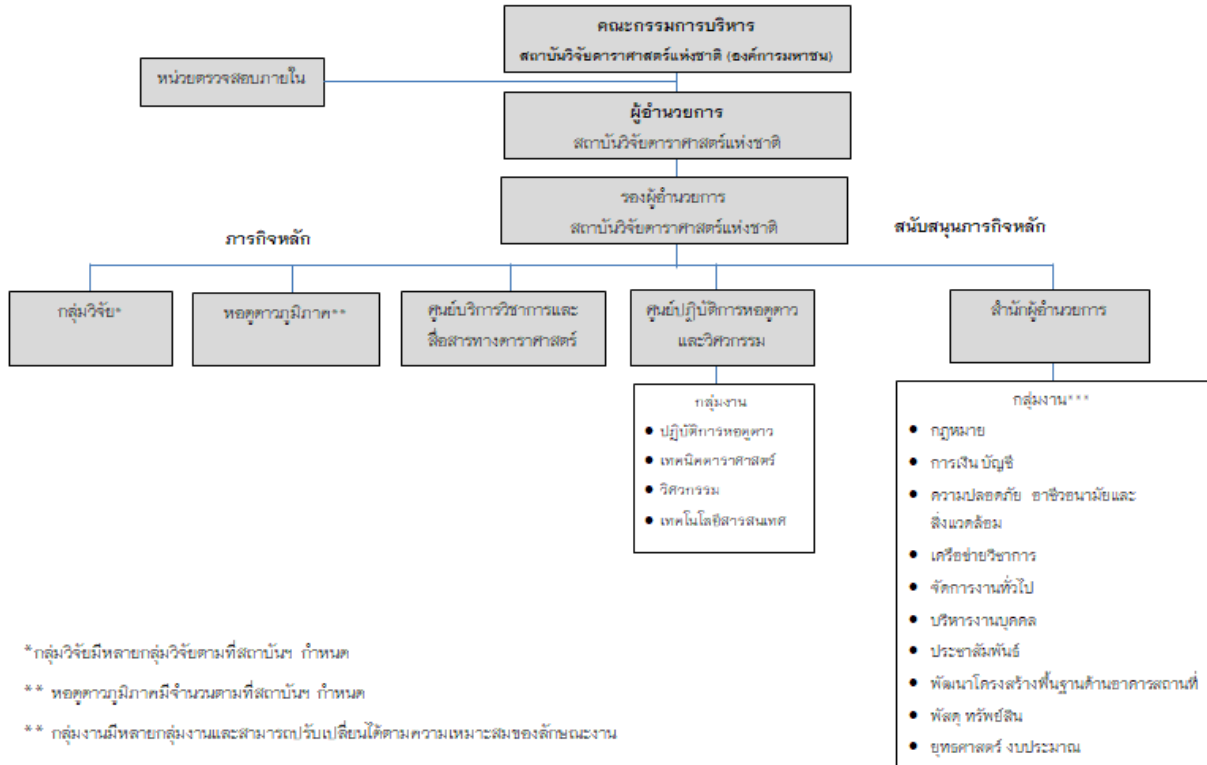 คณะกรรมการบริหาร
สถาบันวิจัยดาราศาสตร์แห่งชาติ (องค์การมหาชน)
หน่วยตรวจสอบภายใน
ผู้อำนวยการ
สถาบันวิจัยดาราศาสตร์แห่งชาติ
รองผู้อำนวยการ
สถาบันวิจัยดาราศาสตร์แห่งชาติ
ภารกิจหลัก
สนับสนุนภารกิจหลัก
กลุ่มวิจัย*
หอดูดาวภูมิภาค**
ศูนย์บริการวิชาการและ
สื่อสารทางดาราศาสตร์
ศูนย์ปฏิบัติการหอดูดาว
และวิศวกรรม
สำนักผู้อำนวยการ
กลุ่มงาน
● ปฏิบัติการหอดูดาว
● เทคนิคดาราศาสตร์
● วิศวกรรม
● เทคโนโลยีสารสนเทศ
กลุ่มงาน***
● กฎหมาย
● การเงิน บัญชี
● ความปลอดภัย อาชีวอนามัยและ
สิ่งแวดล้อม
● เครือข่ายวิชาการ
● จัดการงานทั่วไป
● บริหารงานบุคคล
● ประชาสัมพันธ์
● พัฒนาโครงสร้างพื้นฐานด้านอาคารสถานที่
● พัสดุ ทรัพย์สิน
● ยุทธศาสตร์ งบประมาณ
*กลุ่มวิจัยมีหลายกลุ่มวิจัยตามที่สถาบันฯ กำหนด
** หอดูดาวภูมิภาคมีจำนวนตามที่สถาบันฯ กำหนด
** กลุ่มงานมีหลายกลุ่มงานและสามารถปรับเปลี่ยนได้ตามความเหมาะสมของลักษณะงาน